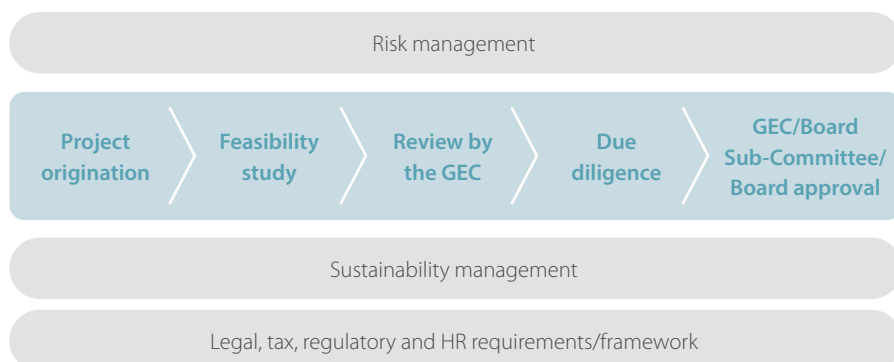 Risk management
Project
origination
Feasibility
study
Review by
the GEC
Due
diligence
GEC/Board
Sub-Committee/
Board approval
Sustainability management
Legal, tax, regulatory and HR requirements/framework